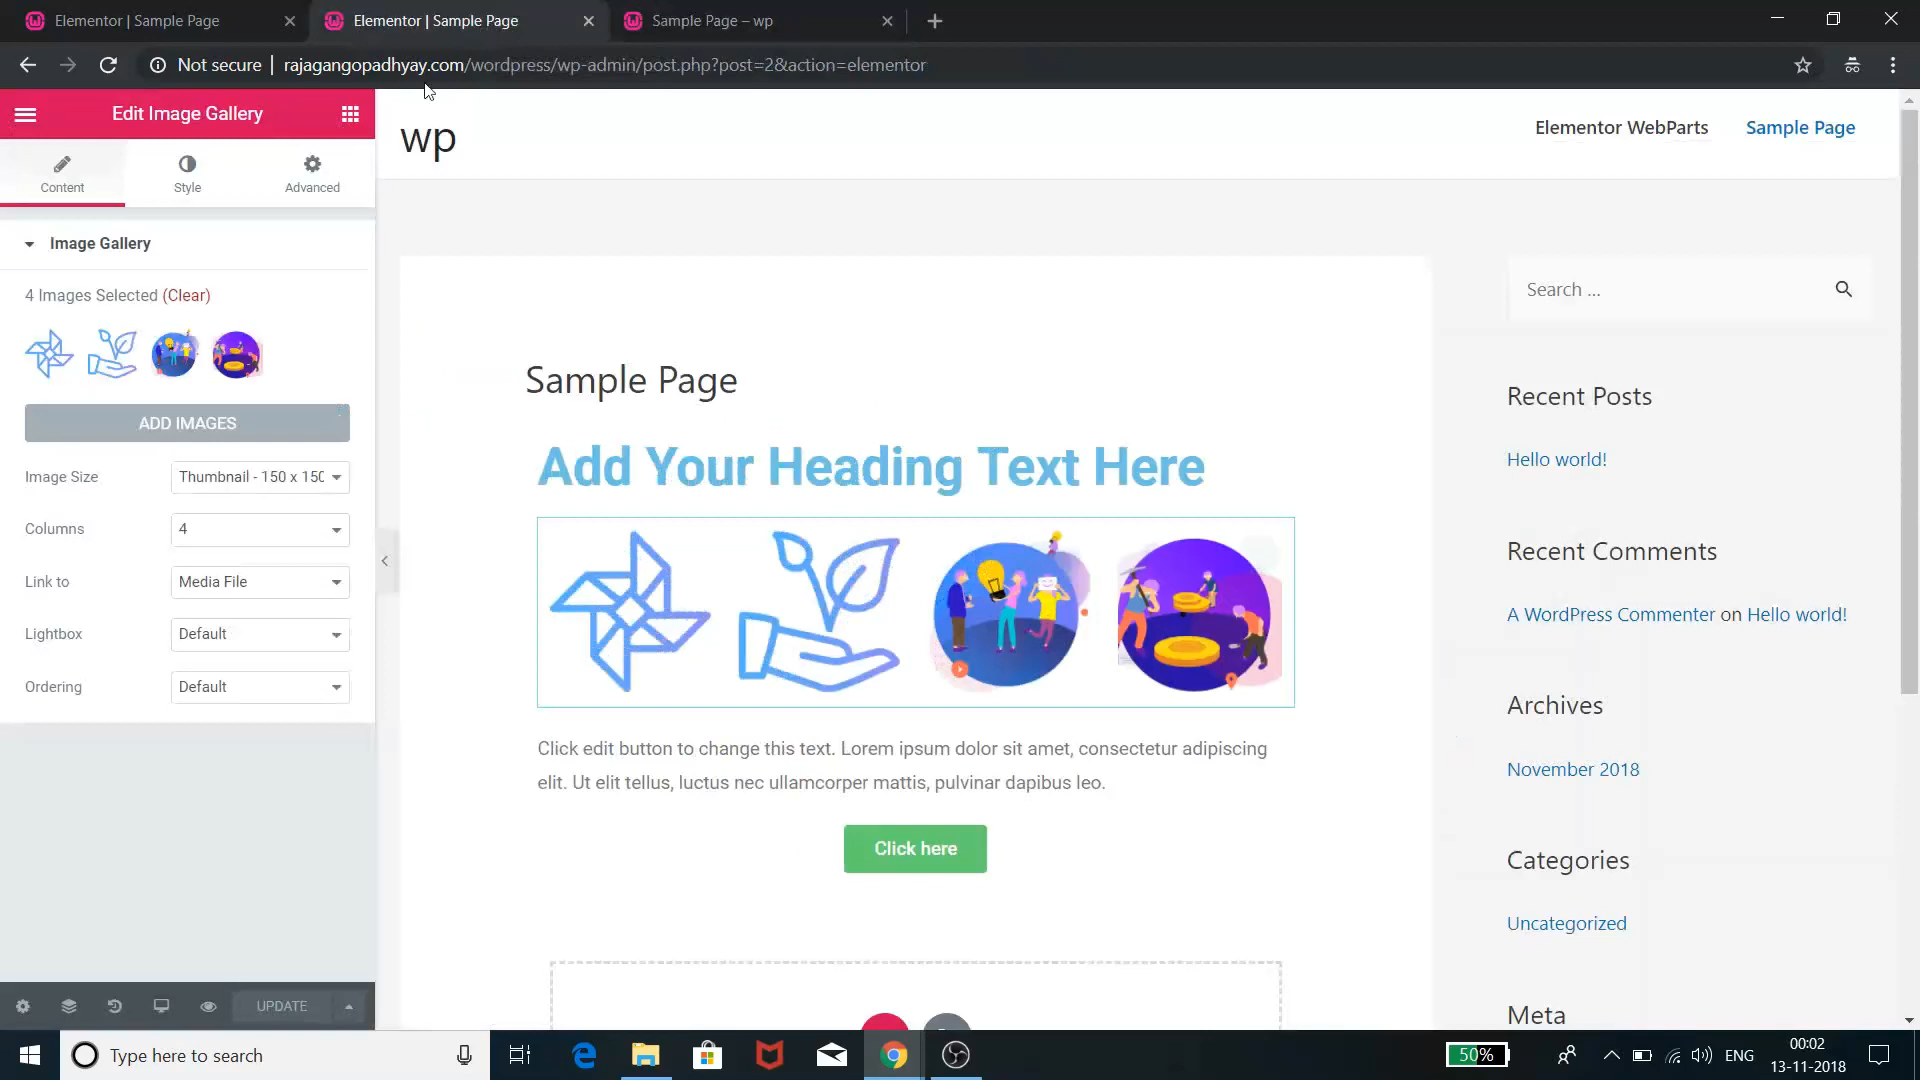 Elementor | Sample Page
Elementor | Sample Page
Sample Page – wp
Not secure | rajagangopadhyay.com/wordpress/wp-admin/post.php?post=2&action=elementor
Edit Image Gallery
Content
Style
Advanced
Image Gallery
4 Images Selected (Clear)
ADD IMAGES
Image Size
Thumbnail - 150 x 150
Columns
4
Link to
Media File
Lightbox
Default
Ordering
Default
UPDATE
wp
Elementor WebParts
Sample Page
Sample Page
Add Your Heading Text Here
Click edit button to change this text. Lorem ipsum dolor sit amet, consectetur adipiscing
elit. Ut elit tellus, luctus nec ullamcorper mattis, pulvinar dapibus leo.
Click here
Search ...
Recent Posts
Hello world!
Recent Comments
A WordPress Commenter on Hello world!
Archives
November 2018
Categories
Uncategorized
Meta
Type here to search
50%
ENG
00:02
13-11-2018